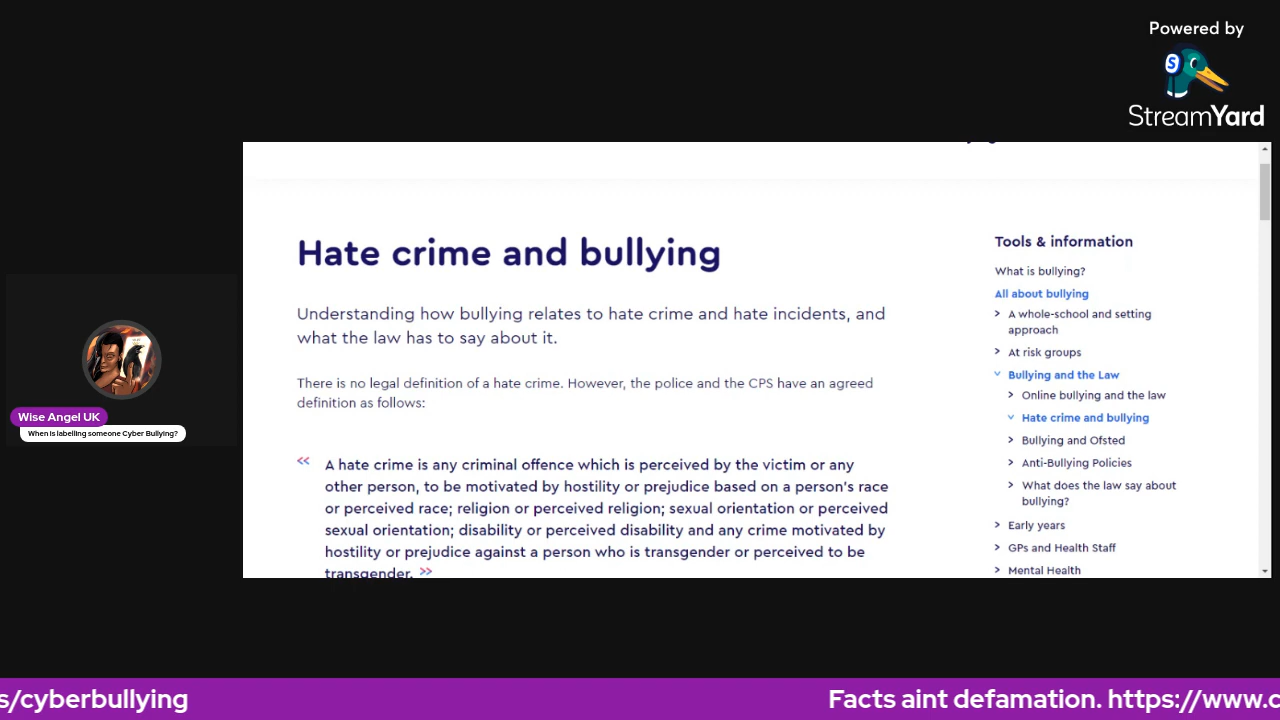 Powered by
StreamYard
Hate crime and bullying
Understanding how bullying relates to hate crime and hate incidents, and
what the law has to say about it.
There is no legal definition of a hate crime. However, the police and the CPS have an agreed
definition as follows:
« A hate crime is any criminal offence which is perceived by the victim or any
other person, to be motivated by hostility or prejudice based on a person's race
or perceived race; religion or perceived religion; sexual orientation or perceived
sexual orientation; disability or perceived disability and any crime motivated by
hostility or prejudice against a person who is transgender or perceived to be
transgender. »
Tools & information
What is bullying?
All about bullying
A whole-school and setting
approach
At risk groups
Bullying and the Law
Online bullying and the law
Hate crime and bullying
Bullying and Ofsted
Anti-Bullying Policies
What does the law say about
bullying?
Early years
GPs and Health Staff
Mental Health
Wise Angel UK
When is labelling someone Cyber Bullying?
s/cyberbullying
Facts aint defamation. https://www.c